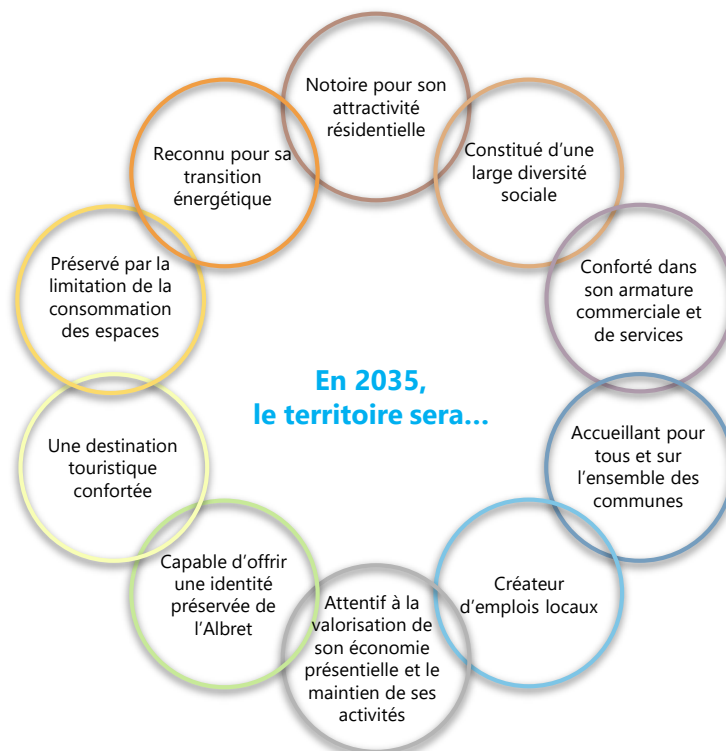 Notoire pour son
attractivité
résidentielle
Constitué d'une
large diversité
sociale
Conforté dans
son armature
commerciale et
de services
Accueillant pour
tous et sur
l'ensemble des
communes
Créateur
d'emplois locaux
Attentif à la
valorisation de
son économie
présentielle et le
maintien de ses
activités
Capable d'offrir
une identité
préservée de
l'Albret
Une destination
touristique
confortée
Préservé par la
limitation de la
consommation
des espaces
Reconnu pour sa
transition
énergétique
En 2035,
le territoire sera…